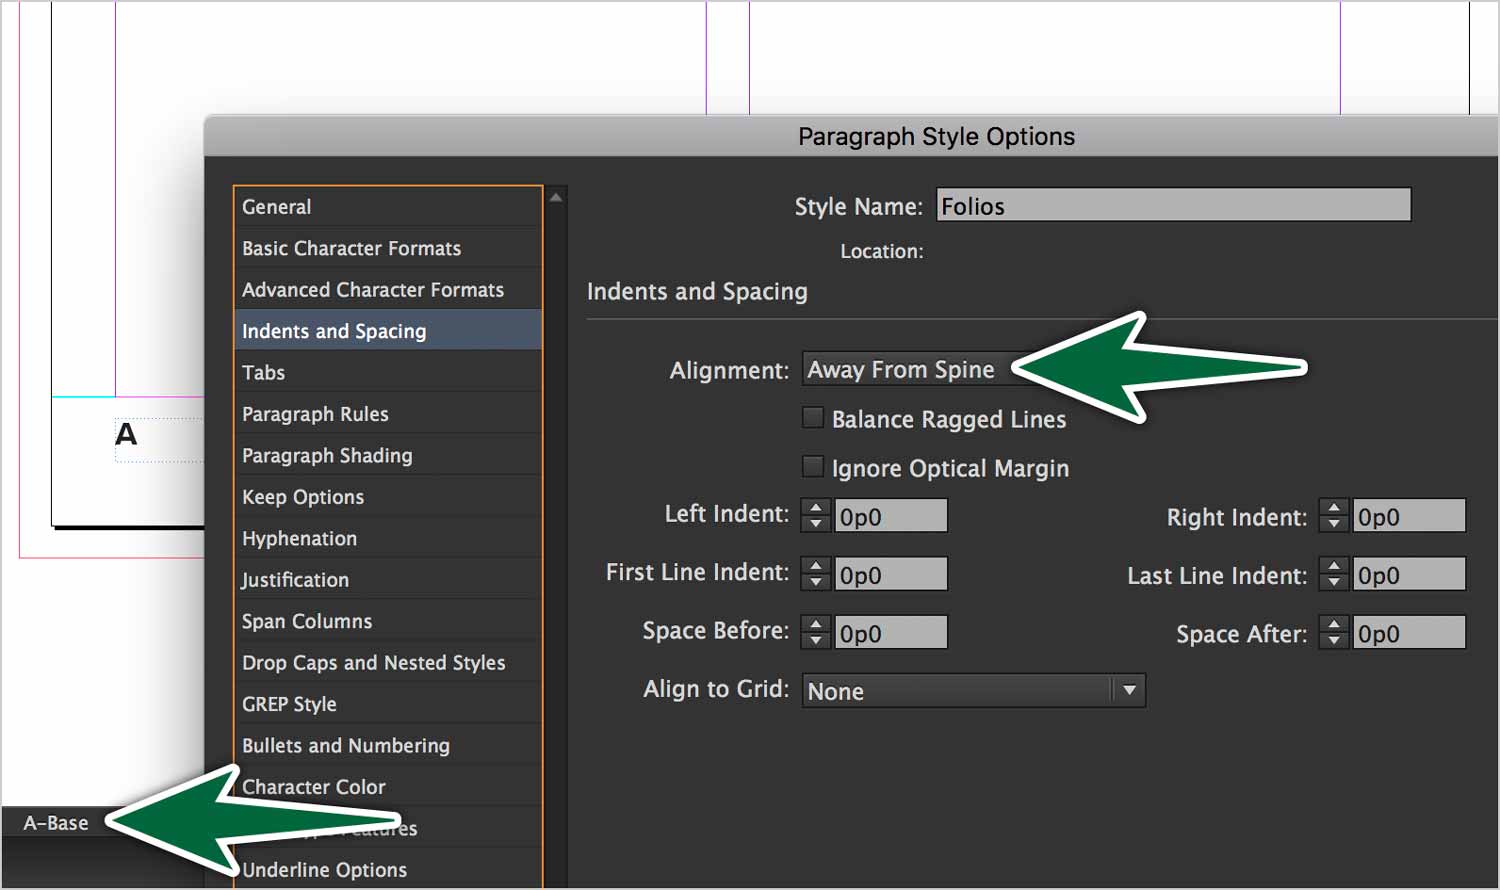 Paragraph Style Options
General
Basic Character Formats
Advanced Character Formats
Indents and Spacing
Tabs
Paragraph Rules
Paragraph Shading
Keep Options
Hyphenation
Justification
Span Columns
Drop Caps and Nested Styles
GREP Style
Bullets and Numbering
Character Color
Features
Underline Options
Style Name: Folios
Location:
Indents and Spacing
Alignment: Away From Spine
Balance Ragged Lines
Ignore Optical Margin
Left Indent: 0p0 Right Indent: 0p0
First Line Indent: 0p0 Last Line Indent: 0p0
Space Before: 0p0 Space After: 0p0
Align to Grid: None
A
A-Base